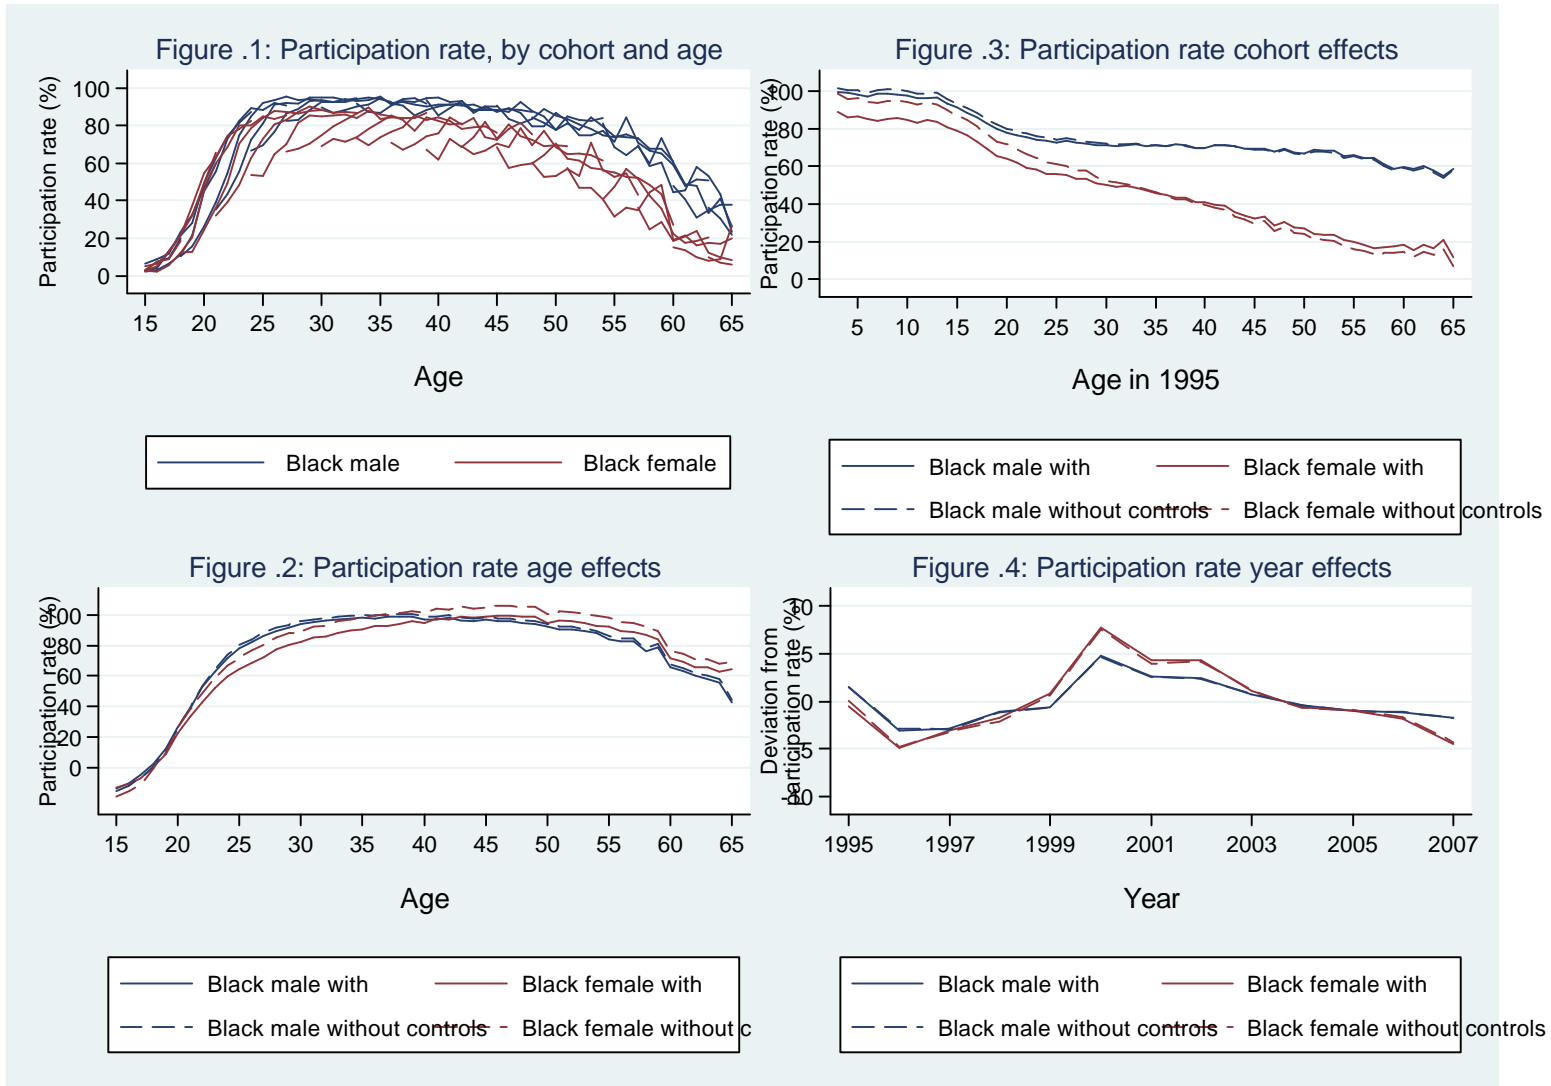 Figure .1: Participation rate, by cohort and age
Participation rate (%)
100
80
60
40
20
0
15 20 25 30 35 40 45 50 55 60 65
Age
Black male
Black female
Figure .3: Participation rate cohort effects
Participation rate (%)
100
80
60
40
20
0
5 10 15 20 25 30 35 40 45 50 55 60 65
Age in 1995
Black male with
Black female with
Black male without controls
Black female without controls
Figure .2: Participation rate age effects
Participation rate (%)
100
80
60
40
20
0
15 20 25 30 35 40 45 50 55 60 65
Age
Black male with
Black female with
Black male without controls
Black female without c
Figure .4: Participation rate year effects
Deviation from
participation rate (%)
10
5
0
-5
-10
1995 1997 1999 2001 2003 2005 2007
Year
Black male with
Black female with
Black male without controls
Black female without controls